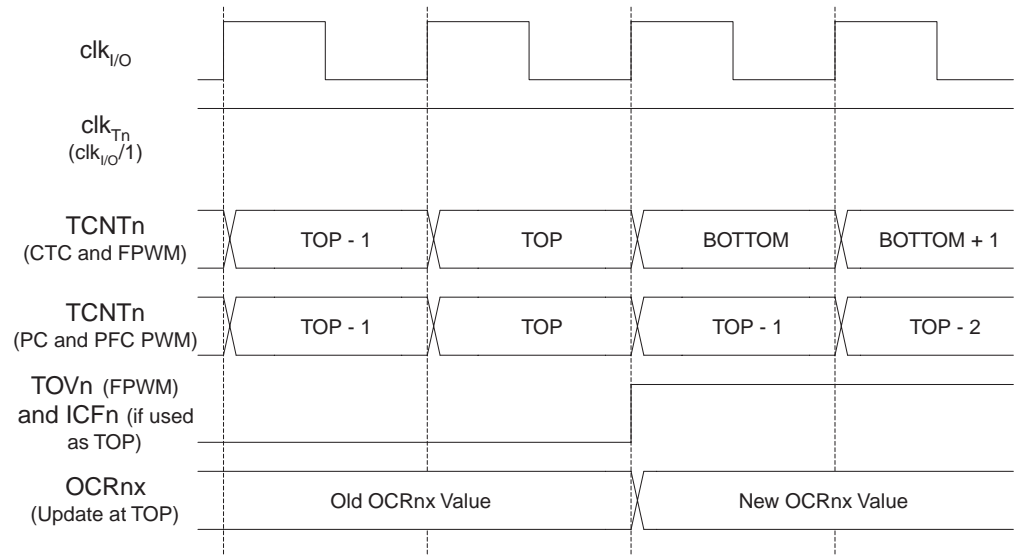 clkI/O
clkTn
(clkI/O/1)
TCNTn
(CTC and FPWM)
TOP - 1
TOP
BOTTOM
BOTTOM + 1
TCNTn
(PC and PFC PWM)
TOP - 1
TOP
TOP - 1
TOP - 2
TOVn (FPWM)
and ICFn (if used
as TOP)
OCRnx
(Update at TOP)
Old OCRnx Value
New OCRnx Value